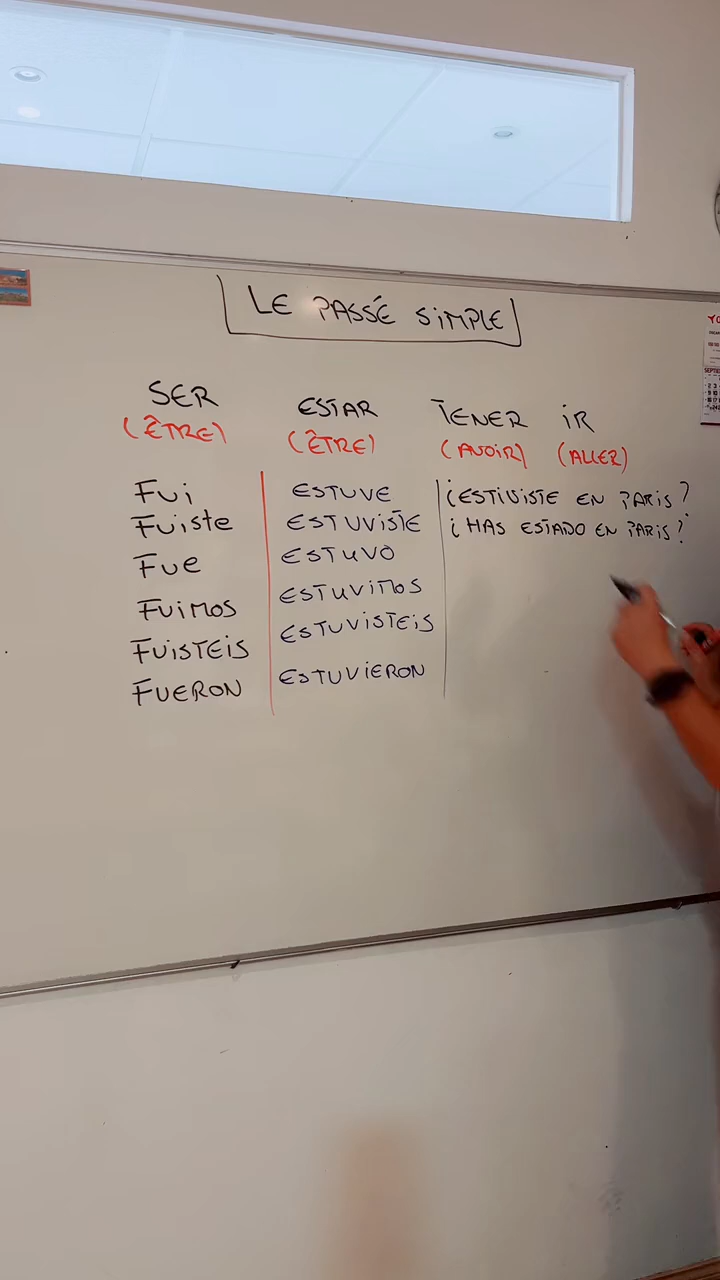 LE PASSÉ SIMPLE
SER ESTAR TENER IR
(ÊTRE) (ÊTRE) (AVOIR) (ALLER)
FUI
FUISTE
FUE
FUIMOS
FUISTEIS
FUERON
ESTUVE
ESTUVISTE
ESTUVO
ESTUVIMOS
ESTUVISTEIS
ESTUVIERON
¿ESTIVISTE EN PARIS?
¿HAS ESTADO EN PARIS?